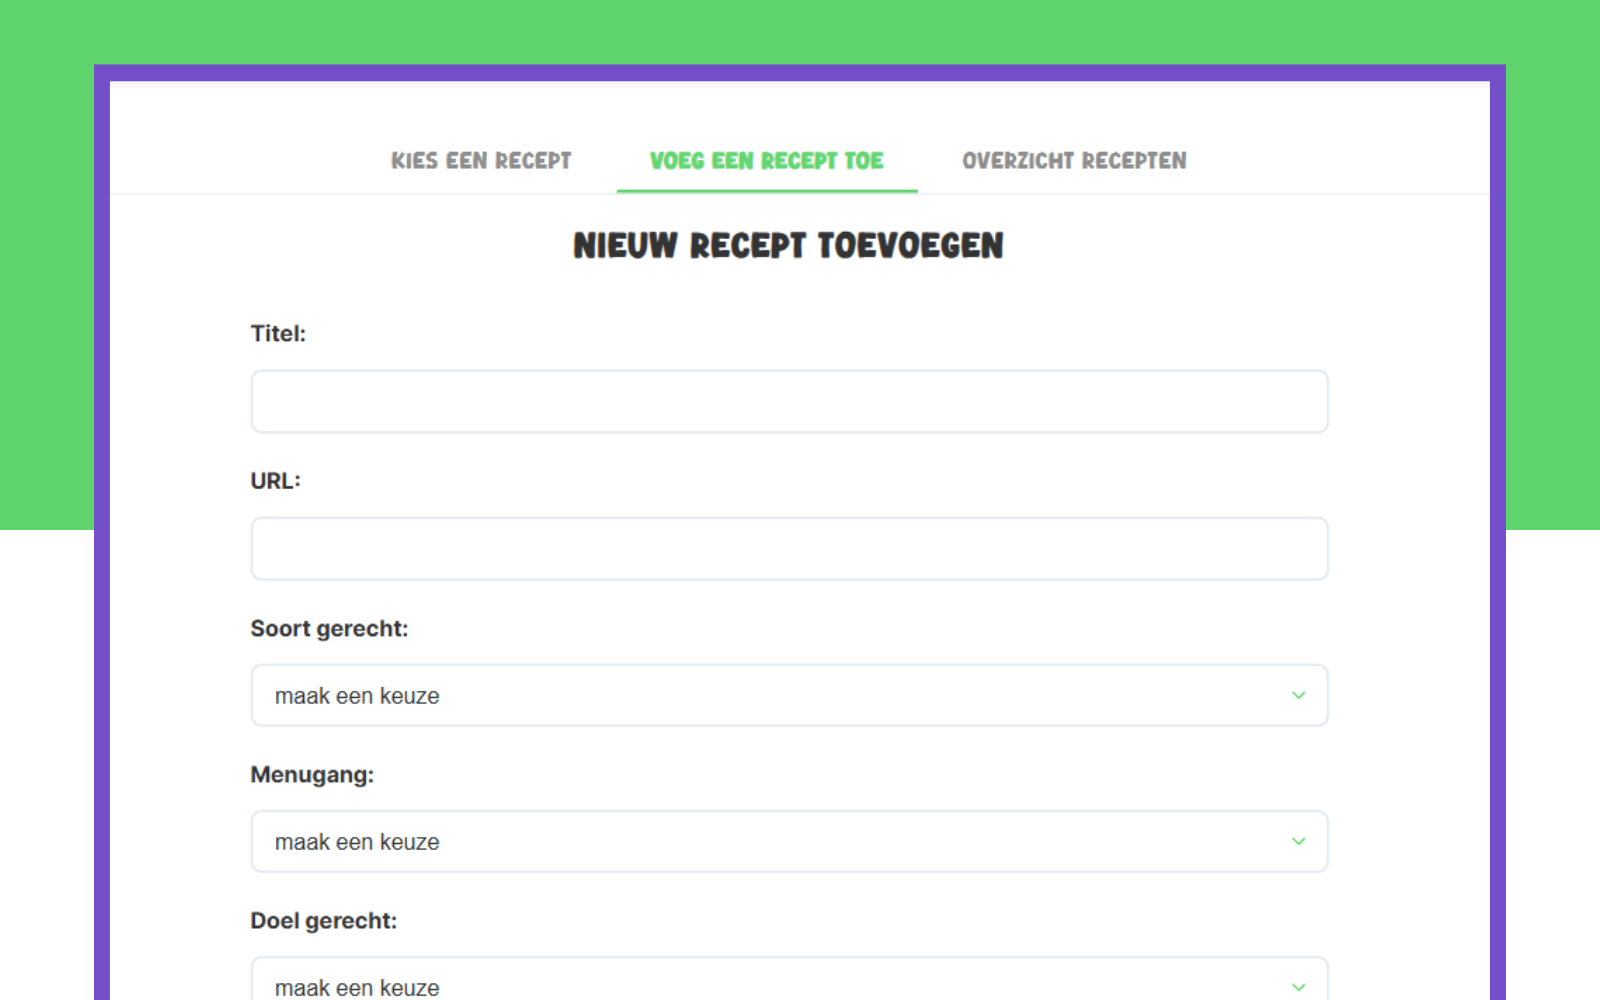 KIES EEN RECEPT VOEG EEN RECEPT TOE OVERZICHT RECEPTEN
NIEUW RECEPT TOEVOEGEN
Titel:
URL:
Soort gerecht:
maak een keuze
Menugang:
maak een keuze
Doel gerecht:
maak een keuze